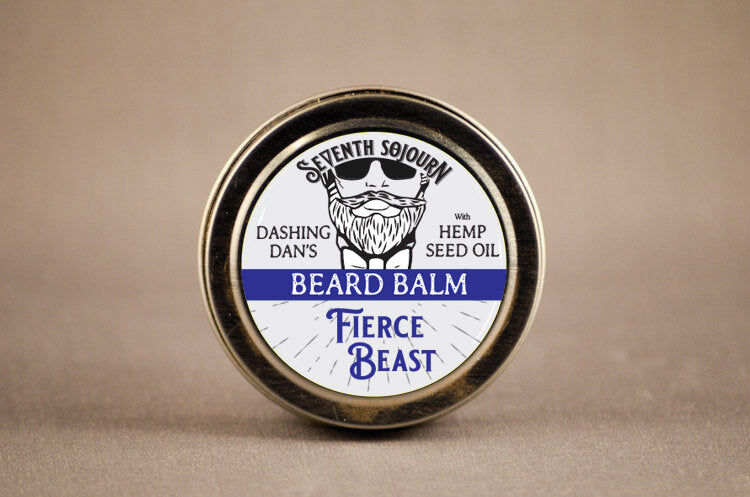 SEVENTH SOJOURN
DASHING
DAN'S
With
HEMP
SEED OIL
BEARD BALM
FIERCE
BEAST